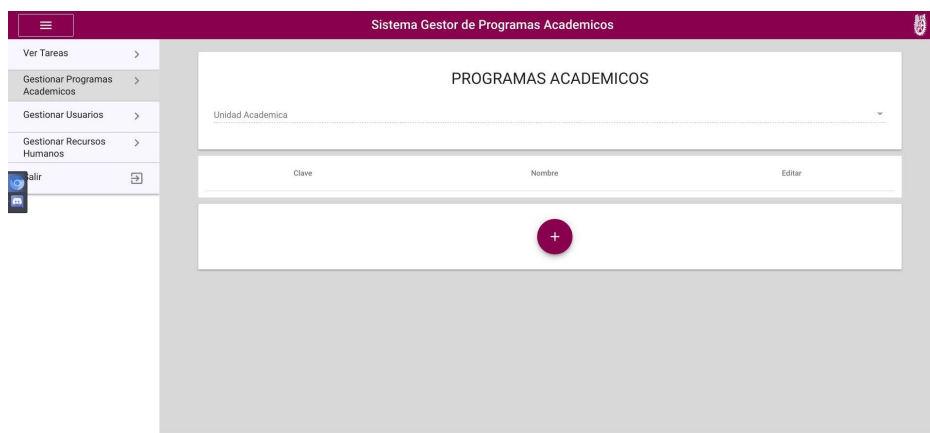 Sistema Gestor de Programas Academicos
Ver Tareas
Gestionar Programas
Academicos
Gestionar Usuarios
Gestionar Recursos
Humanos
Salir
PROGRAMAS ACADEMICOS
Unidad Academica
Clave Nombre Editar
+